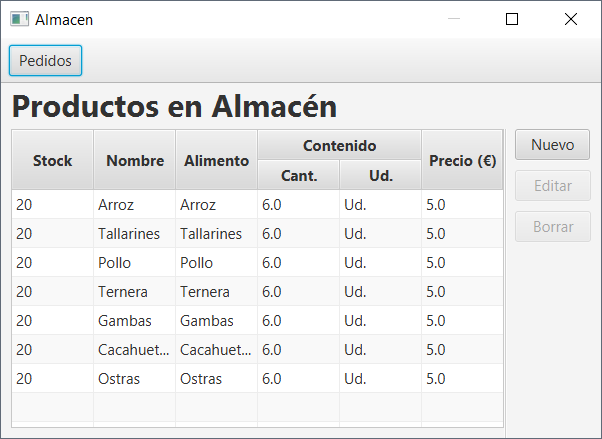 Almacen
Pedidos
Productos en Almacén
Stock Nombre Alimento Contenido Precio (€)
Cant. Ud.
20 Arroz Arroz 6.0 Ud. 5.0
20 Tallarines Tallarines 6.0 Ud. 5.0
20 Pollo Pollo 6.0 Ud. 5.0
20 Ternera Ternera 6.0 Ud. 5.0
20 Gambas Gambas 6.0 Ud. 5.0
20 Cacahuet... Cacahuet... 6.0 Ud. 5.0
20 Ostras Ostras 6.0 Ud. 5.0
Nuevo
Editar
Borrar